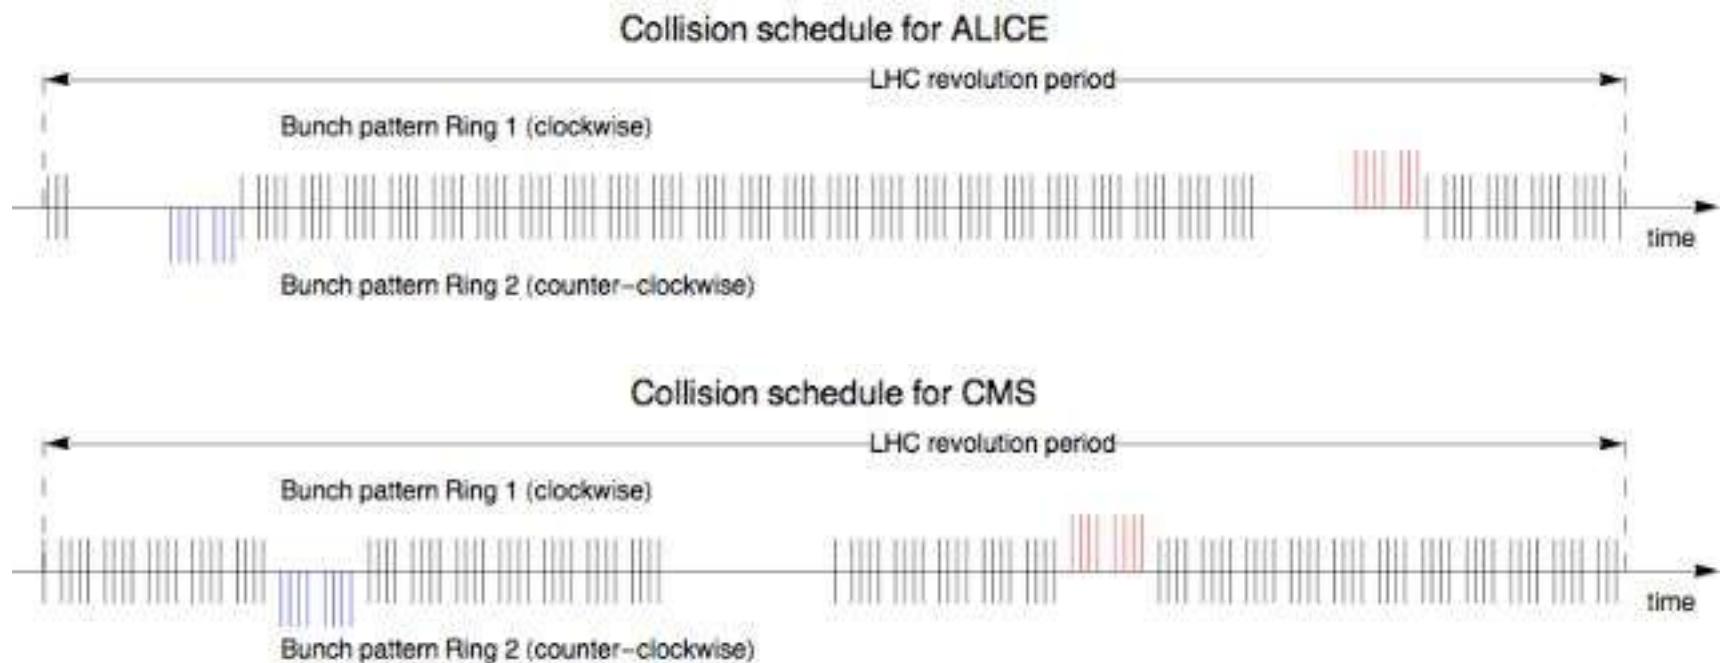 Collision schedule for ALICE
LHC revolution period
Bunch pattern Ring 1 (clockwise)
time
Bunch pattern Ring 2 (counter-clockwise)
Collision schedule for CMS
LHC revolution period
Bunch pattern Ring 1 (clockwise)
time
Bunch pattern Ring 2 (counter-clockwise)